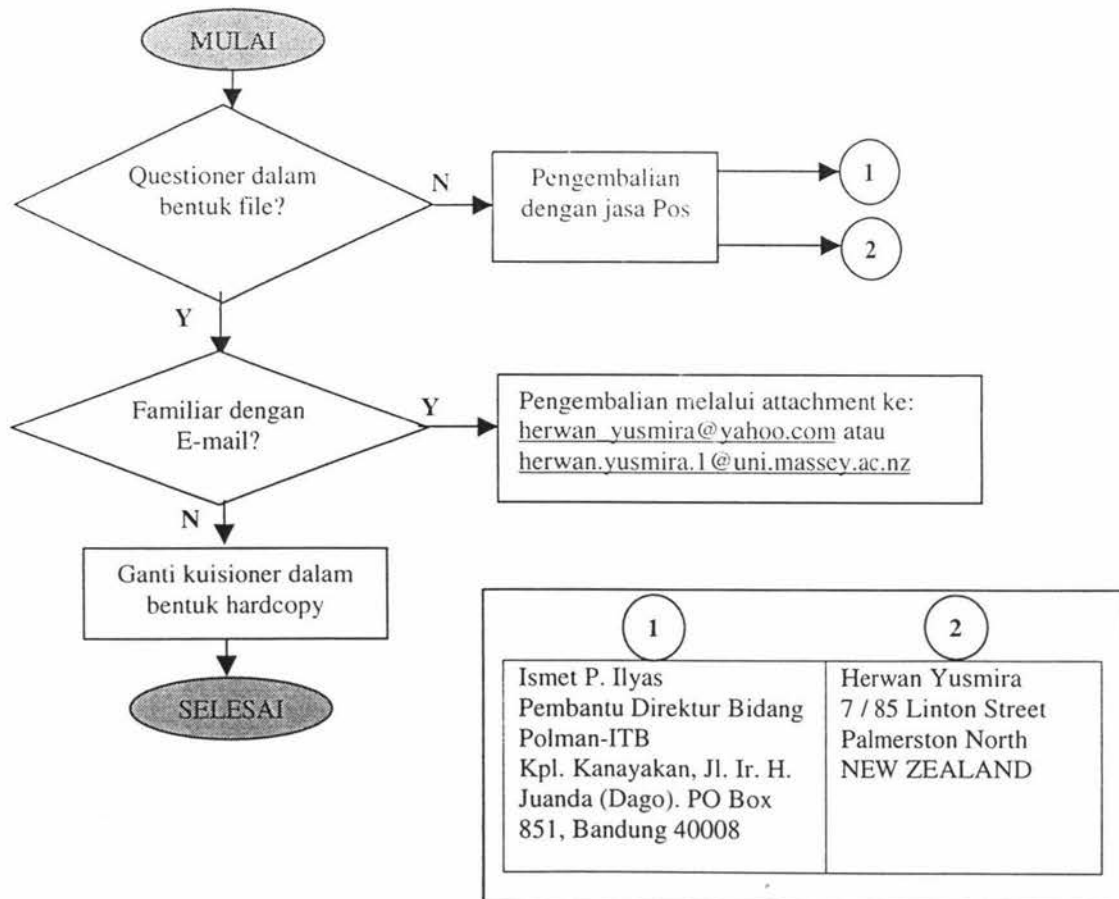 MULAI
Questioner dalam
bentuk file?
N
Pengembalian
dengan jasa Pos
1
2
Y
Familiar dengan
E-mail?
Y
Pengembalian melalui attachment ke:
herwan_yusmira@yahoo.com atau
herwan.yusmira.1@uni.massey.ac.nz
N
Ganti kuisioner dalam
bentuk hardcopy
SELESAI
1
Ismet P. Ilyas
Pembantu Direktur Bidang
Polman-ITB
Kpl. Kanayakan, Jl. Ir. H.
Juanda (Dago). PO Box
851, Bandung 40008
2
Herwan Yusmira
7 / 85 Linton Street
Palmerston North
NEW ZEALAND